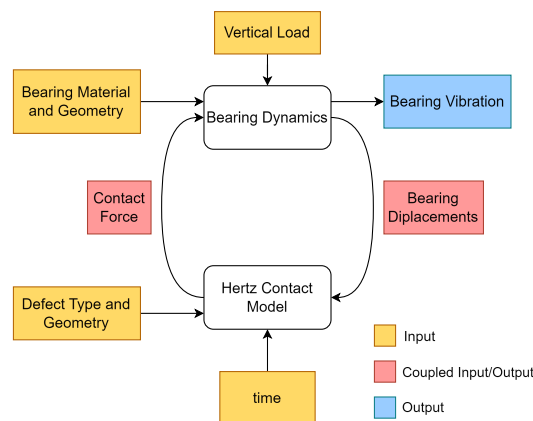 Vertical Load
Bearing Material
and Geometry
Bearing Dynamics
Bearing Vibration
Contact
Force
Bearing
Diplacements
Hertz Contact
Model
Defect Type and
Geometry
time
Input
Coupled Input/Output
Output